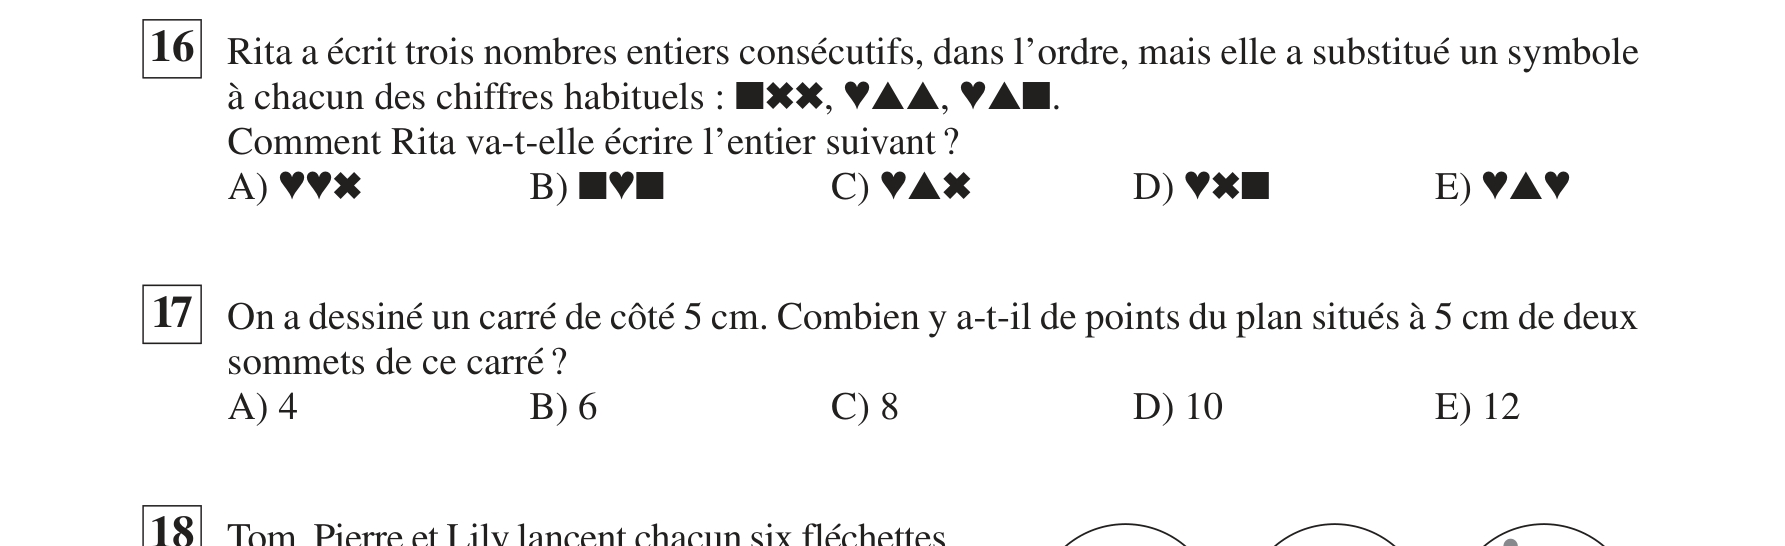 16 Rita a écrit trois nombres entiers consécutifs, dans l’ordre, mais elle a substitué un symbole
à chacun des chiffres habituels : ■✖✖, ♥▲▲, ♥▲■.
Comment Rita va-t-elle écrire l’entier suivant ?
A) ♥♥✖ B) ■♥■ C) ♥▲✖ D) ♥✖■ E) ♥▲♥
17 On a dessiné un carré de côté 5 cm. Combien y a-t-il de points du plan situés à 5 cm de deux
sommets de ce carré ?
A) 4 B) 6 C) 8 D) 10 E) 12
18 Tom, Pierre et Lily lancent chacun six fléchettes